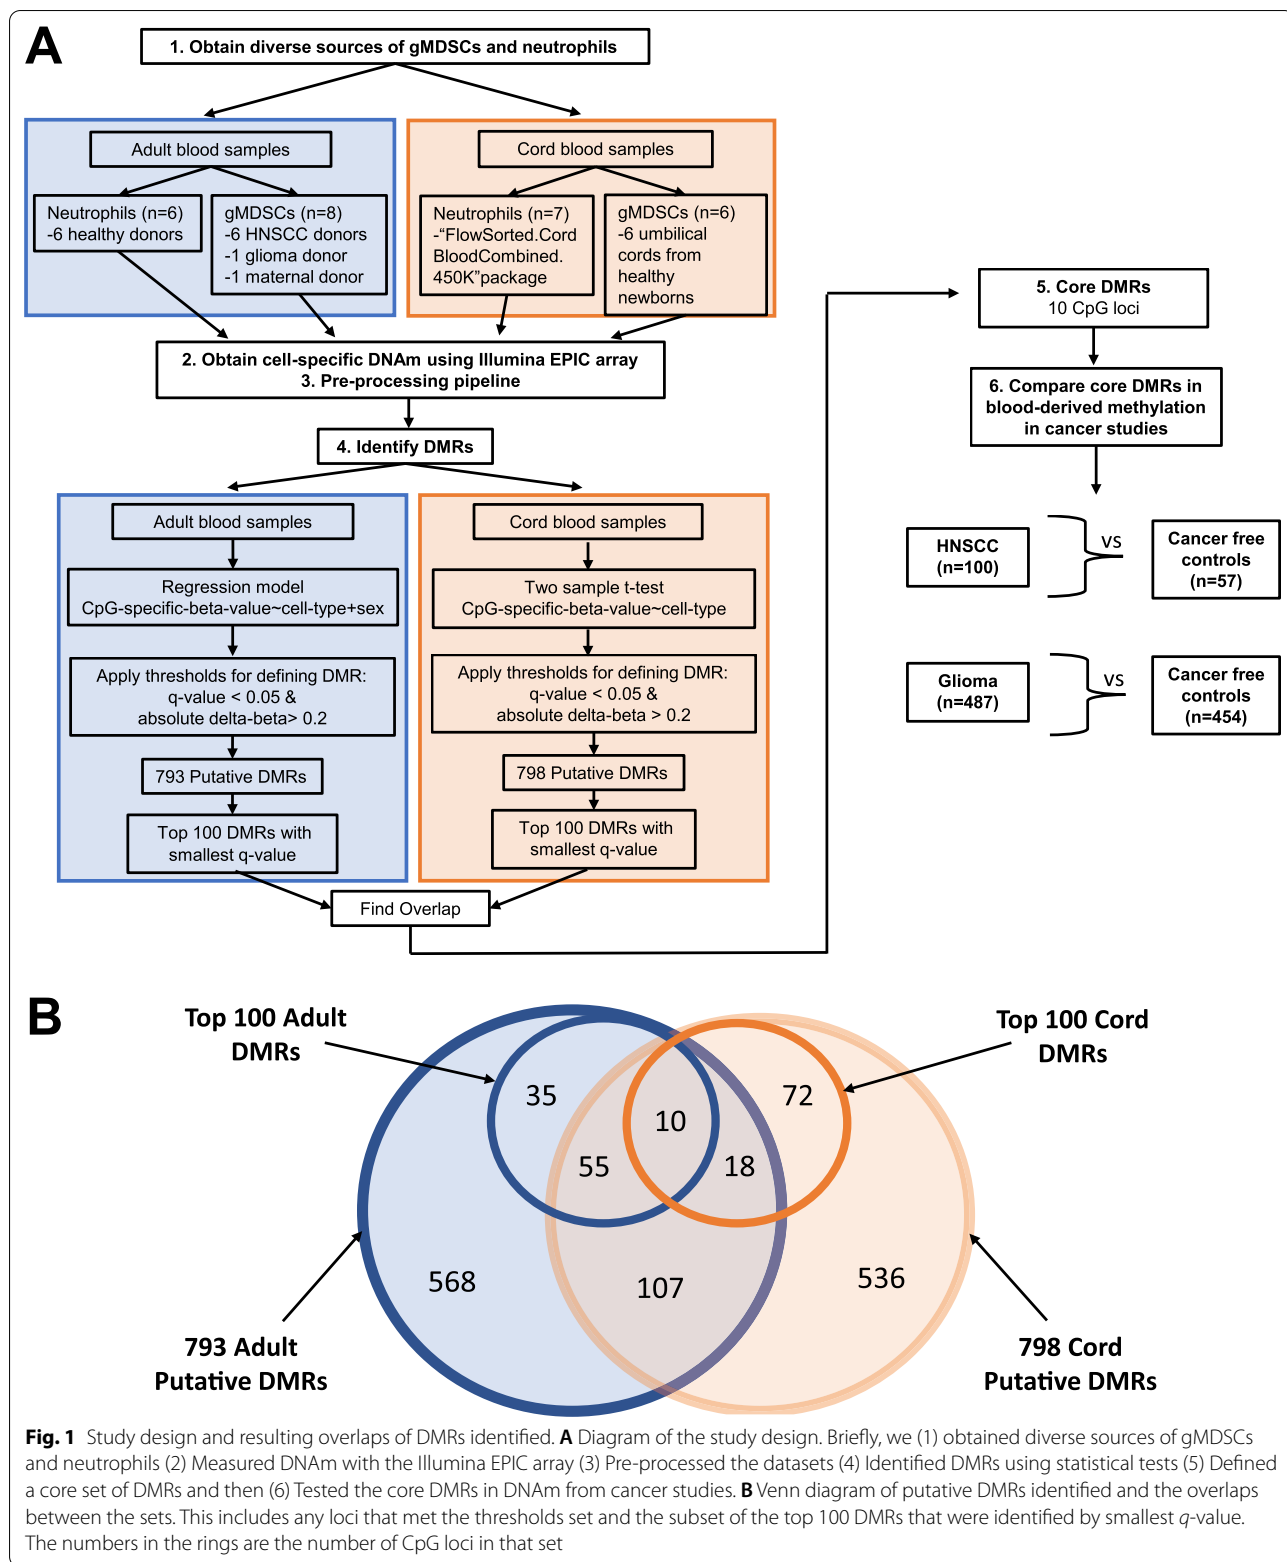 A
1. Obtain diverse sources of gMDSCs and neutrophils
Adult blood samples
Neutrophils (n=6)
-6 healthy donors
gMDSCs (n=8)
-6 HNSCC donors
-1 glioma donor
-1 maternal donor
Cord blood samples
Neutrophils (n=7)
-“FlowSorted.Cord
BloodCombined.
450K”package
gMDSCs (n=6)
-6 umbilical
cords from
healthy
newborns
2. Obtain cell-specific DNAm using Illumina EPIC array
3. Pre-processing pipeline
4. Identify DMRs
Adult blood samples
Regression model
CpG-specific-beta-value~cell-type+sex
Apply thresholds for defining DMR:
q-value < 0.05 &
absolute delta-beta> 0.2
793 Putative DMRs
Top 100 DMRs with
smallest q-value
Cord blood samples
Two sample t-test
CpG-specific-beta-value~cell-type
Apply thresholds for defining DMR:
q-value < 0.05 &
absolute delta-beta > 0.2
798 Putative DMRs
Top 100 DMRs with
smallest q-value
Find Overlap
5. Core DMRs
10 CpG loci
6. Compare core DMRs in
blood-derived methylation
in cancer studies
HNSCC
(n=100)
vs
Cancer free
controls
(n=57)
Glioma
(n=487)
vs
Cancer free
controls
(n=454)
B
Top 100 Adult
DMRs
Top 100 Cord
DMRs
35
10
72
55
18
568
107
536
793 Adult
Putative DMRs
798 Cord
Putative DMRs
Fig. 1 Study design and resulting overlaps of DMRs identified. A Diagram of the study design. Briefly, we (1) obtained diverse sources of gMDSCs
and neutrophils (2) Measured DNAm with the Illumina EPIC array (3) Pre-processed the datasets (4) Identified DMRs using statistical tests (5) Defined
a core set of DMRs and then (6) Tested the core DMRs in DNAm from cancer studies. B Venn diagram of putative DMRs identified and the overlaps
between the sets. This includes any loci that met the thresholds set and the subset of the top 100 DMRs that were identified by smallest q-value.
The numbers in the rings are the number of CpG loci in that set